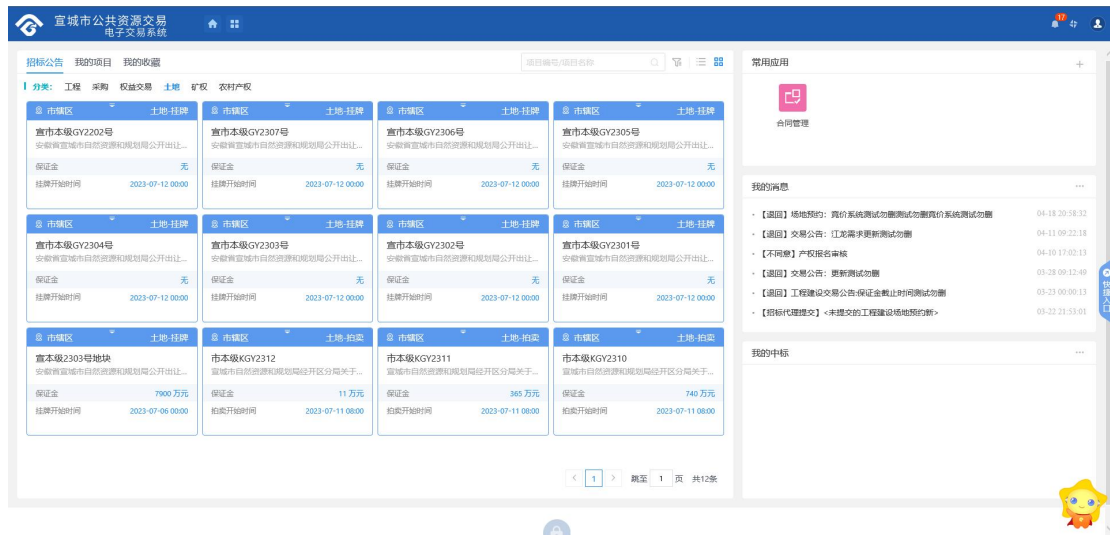 宣城市公共资源交易
电子交易系统
17
招标公告 我的项目 我的收藏
项目编号/项目名称
分类: 工程 采购 权益交易 土地 矿权 农村产权
市辖区 土地-挂牌
宣市本级GY2202号
安徽省宣城市自然资源和规划局公开出让...
保证金 无
挂牌开始时间 2023-07-12 00:00
市辖区 土地-挂牌
宣市本级GY2307号
安徽省宣城市自然资源和规划局公开出让...
保证金 无
挂牌开始时间 2023-07-12 00:00
市辖区 土地-挂牌
宣市本级GY2306号
安徽省宣城市自然资源和规划局公开出让...
保证金 无
挂牌开始时间 2023-07-12 00:00
市辖区 土地-挂牌
宣市本级GY2305号
安徽省宣城市自然资源和规划局公开出让...
保证金 无
挂牌开始时间 2023-07-12 00:00
市辖区 土地-挂牌
宣市本级GY2304号
安徽省宣城市自然资源和规划局公开出让...
保证金 无
挂牌开始时间 2023-07-12 00:00
市辖区 土地-挂牌
宣市本级GY2303号
安徽省宣城市自然资源和规划局公开出让...
保证金 无
挂牌开始时间 2023-07-12 00:00
市辖区 土地-挂牌
宣市本级GY2302号
安徽省宣城市自然资源和规划局公开出让...
保证金 无
挂牌开始时间 2023-07-12 00:00
市辖区 土地-挂牌
宣市本级GY2301号
安徽省宣城市自然资源和规划局公开出让...
保证金 无
挂牌开始时间 2023-07-12 00:00
市辖区 土地-挂牌
宣本级2303号地块
安徽省宣城市自然资源和规划局公开出让...
保证金 7900 万元
挂牌开始时间 2023-07-06 00:00
市辖区 土地-拍卖
市本级KGY2312
宣城市自然资源和规划局经开区分局关于...
保证金 11 万元
拍卖开始时间 2023-07-11 08:00
市辖区 土地-拍卖
市本级KGY2311
宣城市自然资源和规划局经开区分局关于...
保证金 365 万元
拍卖开始时间 2023-07-11 08:00
市辖区 土地-拍卖
市本级KGY2310
宣城市自然资源和规划局经开区分局关于...
保证金 740 万元
拍卖开始时间 2023-07-11 08:00
1 跳至 1 页 共12条
常用应用
合同管理
我的消息
【退回】场地预约: 竞价系统测试勿删测试勿删竞价系统测试勿删 04-18 20:58:32
【退回】交易公告: 江龙需求更新测试勿删 04-11 09:22:18
【不同意】产权报名审核 04-10 17:02:13
【退回】交易公告: 更新测试勿删 03-28 09:12:49
【退回】工程建设交易公告:保证金截止时间测试勿删 03-23 00:00:13
【招标代理提交】<未提交的工程建设场地预约新> 03-22 21:53:01
快捷入口
我的中标